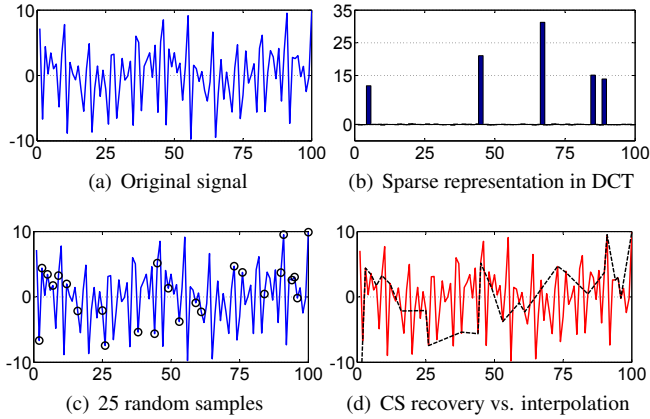 10
0
-10
0 25 50 75 100
(a) Original signal
35
25
15
0
0 25 50 75 100
(b) Sparse representation in DCT
10
0
-10
0 25 50 75 100
(c) 25 random samples
10
0
-10
0 25 50 75 100
(d) CS recovery vs. interpolation